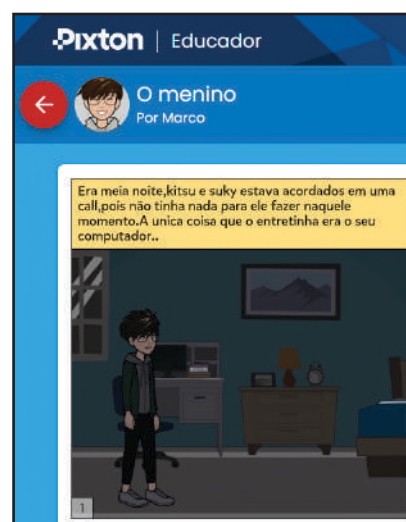 Pixton | Educador
O menino
Por Marco
Era meia noite,kitsu e suky estava acordados em uma
call,pois não tinha nada para ele fazer naquele
momento.A unica coisa que o entretinha era o seu
computador..
1